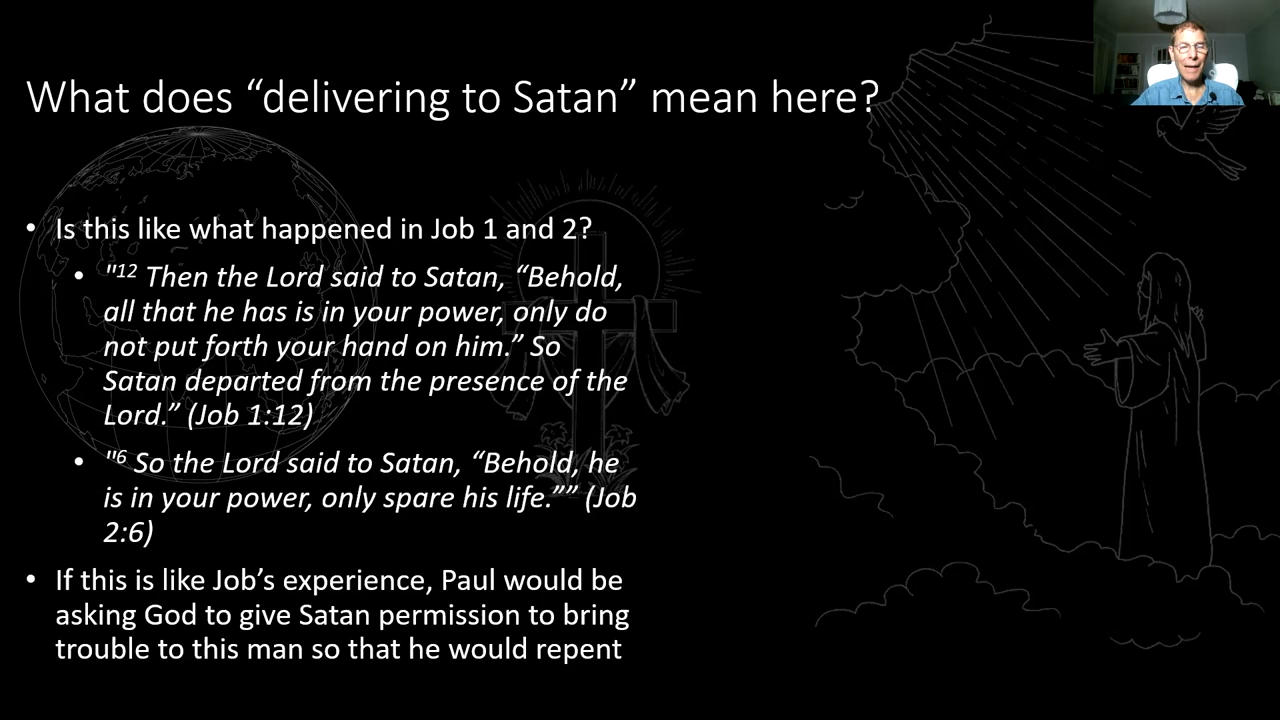 What does “delivering to Satan” mean here?
• Is this like what happened in Job 1 and 2?
• "12 Then the Lord said to Satan, “Behold,
all that he has is in your power, only do
not put forth your hand on him.” So
Satan departed from the presence of the
Lord.” (Job 1:12)
• "6 So the Lord said to Satan, “Behold, he
is in your power, only spare his life.”” (Job
2:6)
• If this is like Job’s experience, Paul would be
asking God to give Satan permission to bring
trouble to this man so that he would repent